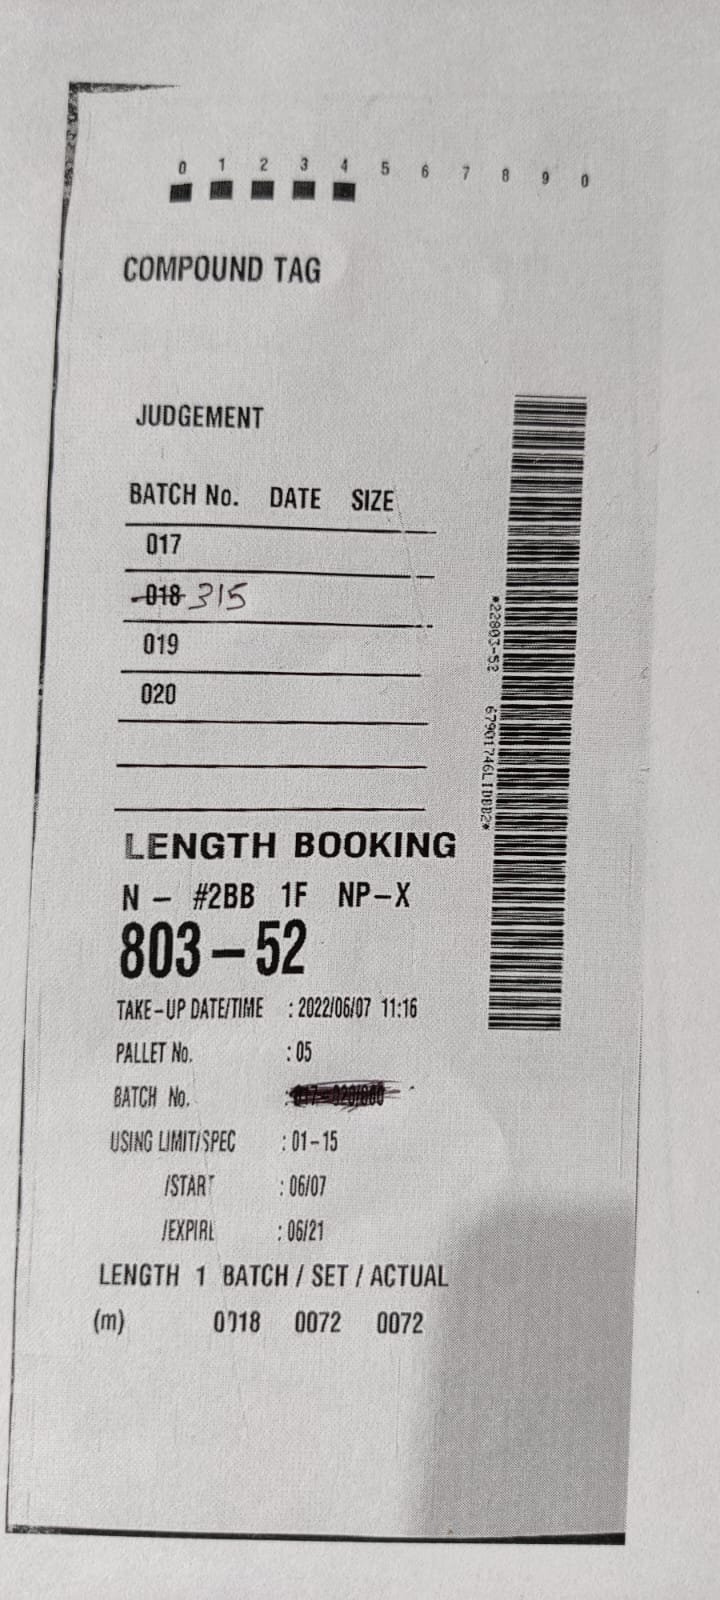 0 1 2 3 4 5 6 7 8 9 0
COMPOUND TAG
JUDGEMENT
BATCH No. DATE SIZE
017
018 315
019
020
*22803-52 67901746L1DBB2*
LENGTH BOOKING
N - #2BB 1F NP-X
803-52
TAKE-UP DATE/TIME : 2022/06/07 11:16
PALLET No. : 05
BATCH No. :
USING LIMIT/SPEC : 01-15
/START : 06/07
/EXPIRE : 06/21
LENGTH 1 BATCH / SET / ACTUAL
(m) 0018 0072 0072